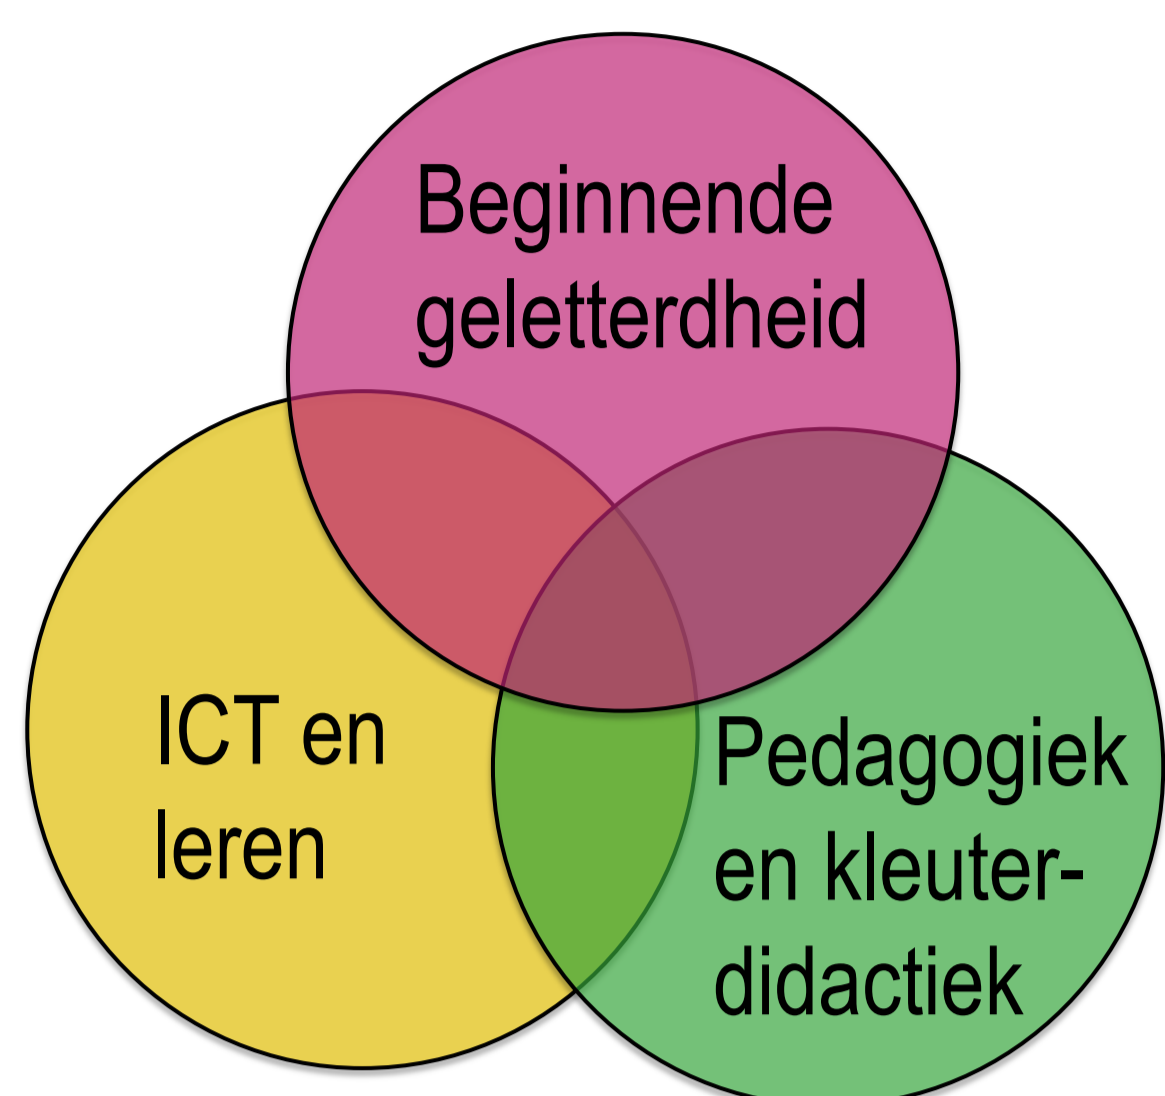 Beginnende
geletterdheid
ICT en
leren
Pedagogiek
en kleuter-
didactiek